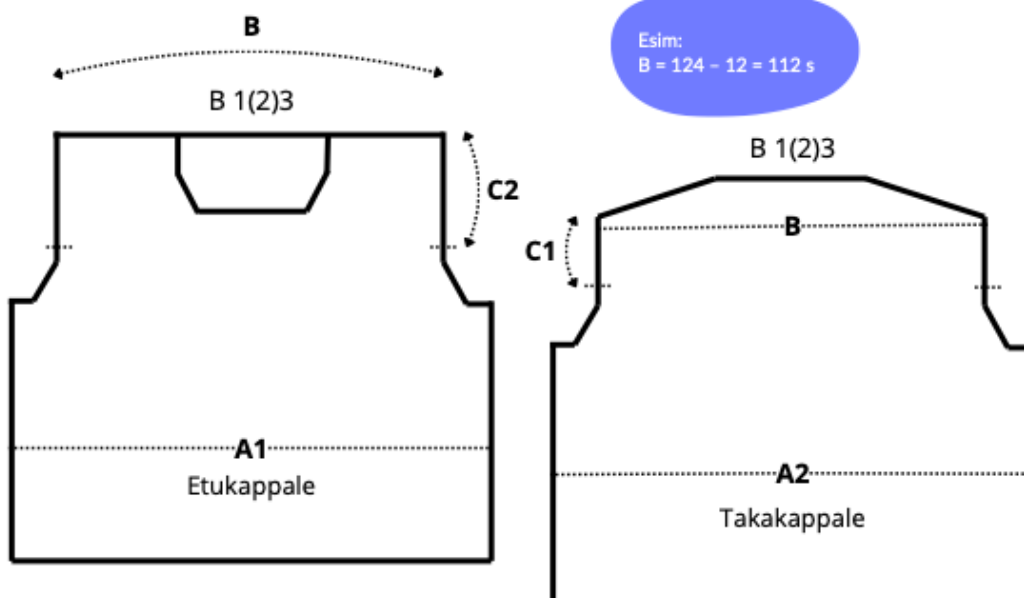 B
B 1(2)3
C2
A1
Etukappale
Esim:
B = 124 – 12 = 112 s
B 1(2)3
B
C1
A2
Takakappale